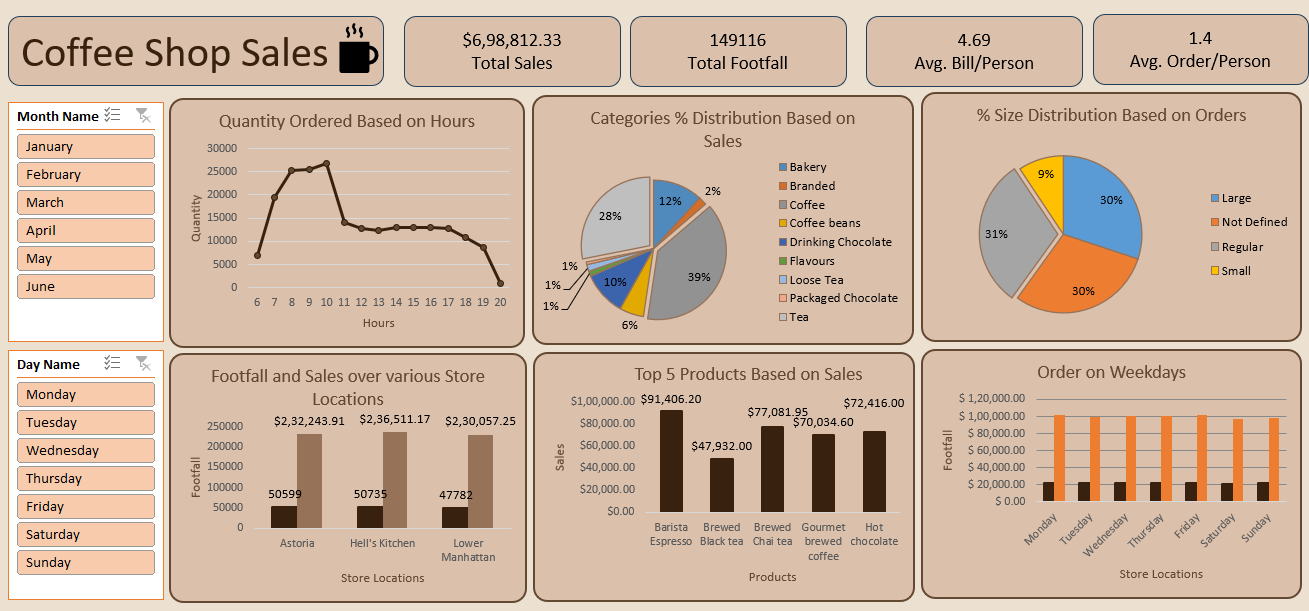 Coffee Shop Sales
$6,98,812.33
Total Sales
149116
Total Footfall
4.69
Avg. Bill/Person
1.4
Avg. Order/Person
Month Name
January
February
March
April
May
June
Day Name
Monday
Tuesday
Wednesday
Thursday
Friday
Saturday
Sunday
Quantity Ordered Based on Hours
Quantity
30000
25000
20000
15000
10000
5000
0
6 7 8 9 10 11 12 13 14 15 16 17 18 19 20
Hours
Categories % Distribution Based on
Sales
12%
2%
39%
6%
10%
1%
1%
1%
28%
Bakery
Branded
Coffee
Coffee beans
Drinking Chocolate
Flavours
Loose Tea
Packaged Chocolate
Tea
% Size Distribution Based on Orders
30%
30%
31%
9%
Large
Not Defined
Regular
Small
Footfall and Sales over various Store
Locations
Footfall
250000
200000
150000
100000
50000
0
$2,32,243.91
$2,36,511.17
$2,30,057.25
50599
50735
47782
Astoria
Hell's Kitchen
Lower
Manhattan
Store Locations
Top 5 Products Based on Sales
Sales
$1,00,000.00
$80,000.00
$60,000.00
$40,000.00
$20,000.00
$0.00
$91,406.20
$47,932.00
$77,081.95
$70,034.60
$72,416.00
Barista
Espresso
Brewed
Black tea
Brewed
Chai tea
Gourmet
brewed
coffee
Hot
chocolate
Products
Order on Weekdays
Footfall
$ 1,20,000.00
$ 1,00,000.00
$ 80,000.00
$ 60,000.00
$ 40,000.00
$ 20,000.00
$ 0.00
Monday
Tuesday
Wednesday
Thursday
Friday
Saturday
Sunday
Store Locations